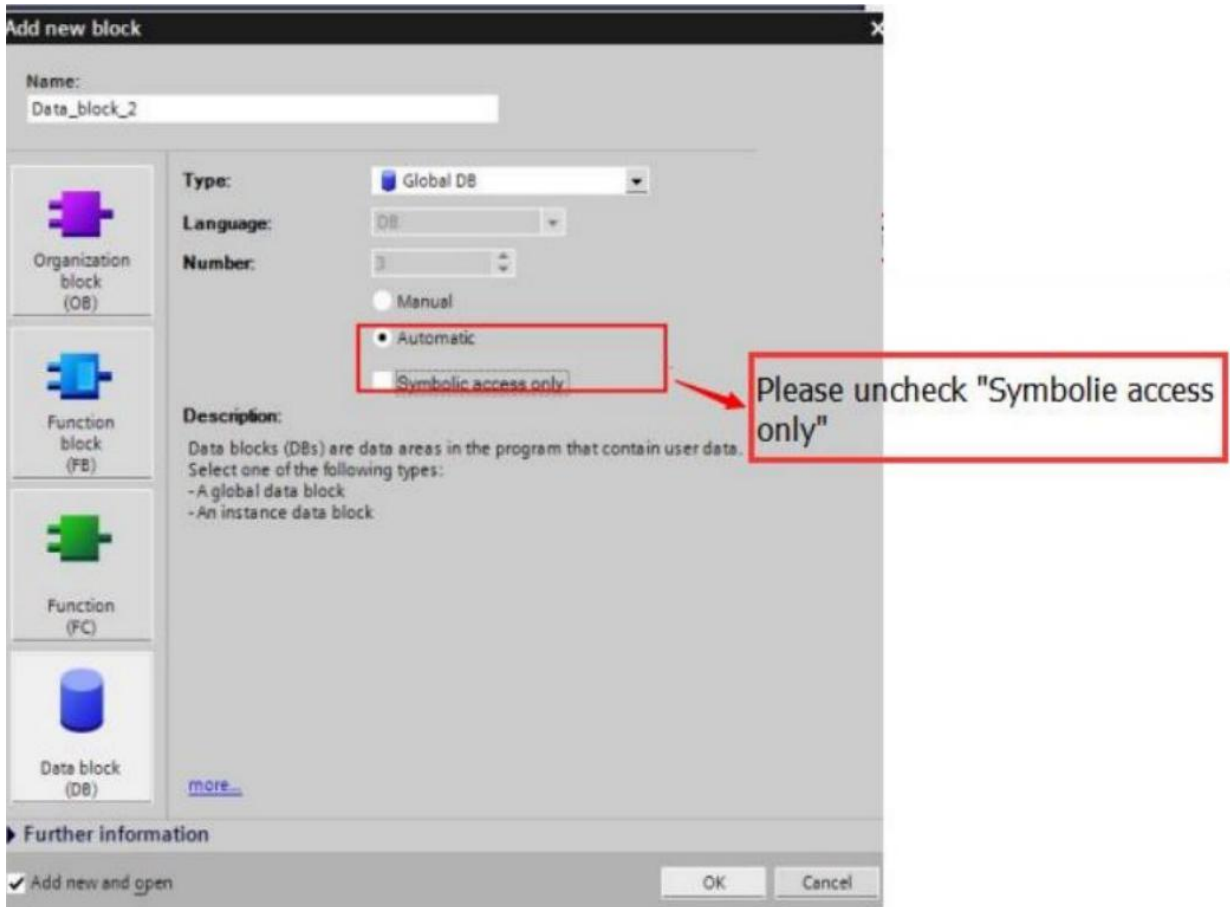 Add new block
Name:
Data_block_2
Organization
block
(OB)
Function
block
(FB)
Function
(FC)
Data block
(DB)
Type:
Global DB
Language:
DB
Number:
3
Manual
Automatic
Symbolic access only
Description:
Data blocks (DBs) are data areas in the program that contain user data.
Select one of the following types:
- A global data block
- An instance data block
more...
Please uncheck "Symbolie access
only"
Further information
Add new and open
OK
Cancel